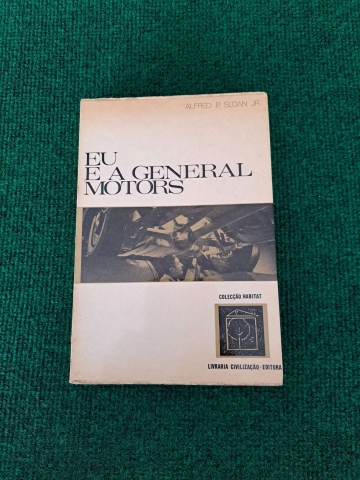 ALFRED P. SLOAN JR.
EU
E A GENERAL
MOTORS
COLECÇÃO HABITAT
LIVRARIA CIVILIZAÇÃO - EDITORA